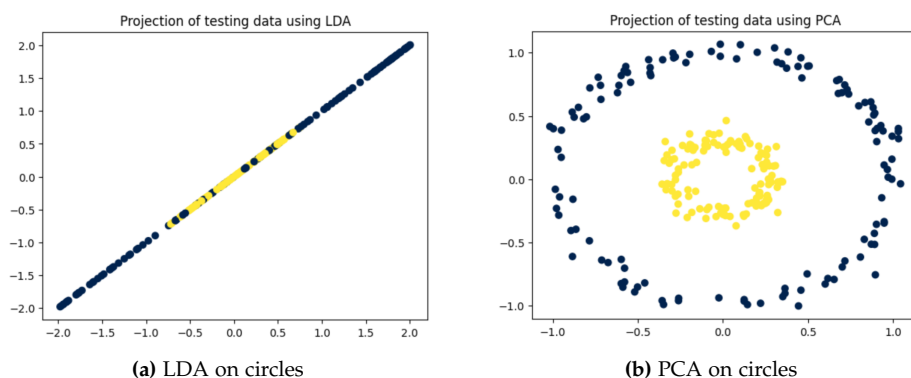 Projection of testing data using LDA
2.0
1.5
1.0
0.5
0.0
−0.5
−1.0
−1.5
−2.0
−2.0 −1.5 −1.0 −0.5 0.0 0.5 1.0 1.5 2.0
(a) LDA on circles
Projection of testing data using PCA
1.0
0.5
0.0
−0.5
−1.0
−1.0 −0.5 0.0 0.5 1.0
(b) PCA on circles